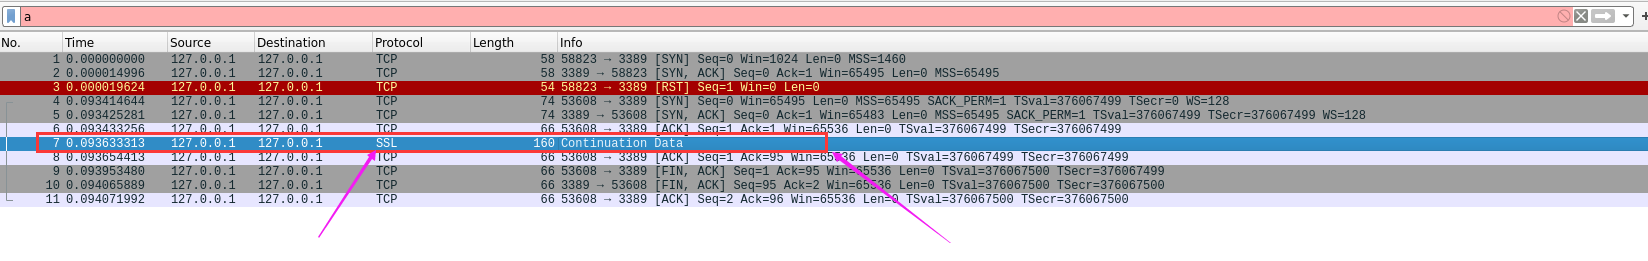 a
No. Time Source Destination Protocol Length Info
1 0.000000000 127.0.0.1 127.0.0.1 TCP 58 58823 → 3389 [SYN] Seq=0 Win=1024 Len=0 MSS=1460
2 0.000014996 127.0.0.1 127.0.0.1 TCP 58 3389 → 58823 [SYN, ACK] Seq=0 Ack=1 Win=65495 Len=0 MSS=65495
3 0.000019624 127.0.0.1 127.0.0.1 TCP 54 58823 → 3389 [RST] Seq=1 Win=0 Len=0
4 0.093414644 127.0.0.1 127.0.0.1 TCP 74 53608 → 3389 [SYN] Seq=0 Win=65495 Len=0 MSS=65495 SACK_PERM=1 TSval=376067499 TSecr=0 WS=128
5 0.093425281 127.0.0.1 127.0.0.1 TCP 74 3389 → 53608 [SYN, ACK] Seq=0 Ack=1 Win=65483 Len=0 MSS=65495 SACK_PERM=1 TSval=376067499 TSecr=376067499 WS=128
6 0.093433256 127.0.0.1 127.0.0.1 TCP 66 53608 → 3389 [ACK] Seq=1 Ack=1 Win=65536 Len=0 TSval=376067499 TSecr=376067499
7 0.093633313 127.0.0.1 127.0.0.1 SSL 160 Continuation Data
8 0.093654413 127.0.0.1 127.0.0.1 TCP 66 53608 → 3389 [ACK] Seq=1 Ack=95 Win=65536 Len=0 TSval=376067499 TSecr=376067499
9 0.093953480 127.0.0.1 127.0.0.1 TCP 66 53608 → 3389 [FIN, ACK] Seq=1 Ack=95 Win=65536 Len=0 TSval=376067500 TSecr=376067499
10 0.094065889 127.0.0.1 127.0.0.1 TCP 66 3389 → 53608 [FIN, ACK] Seq=95 Ack=2 Win=65536 Len=0 TSval=376067500 TSecr=376067500
11 0.094071992 127.0.0.1 127.0.0.1 TCP 66 53608 → 3389 [ACK] Seq=2 Ack=96 Win=65536 Len=0 TSval=376067500 TSecr=376067500